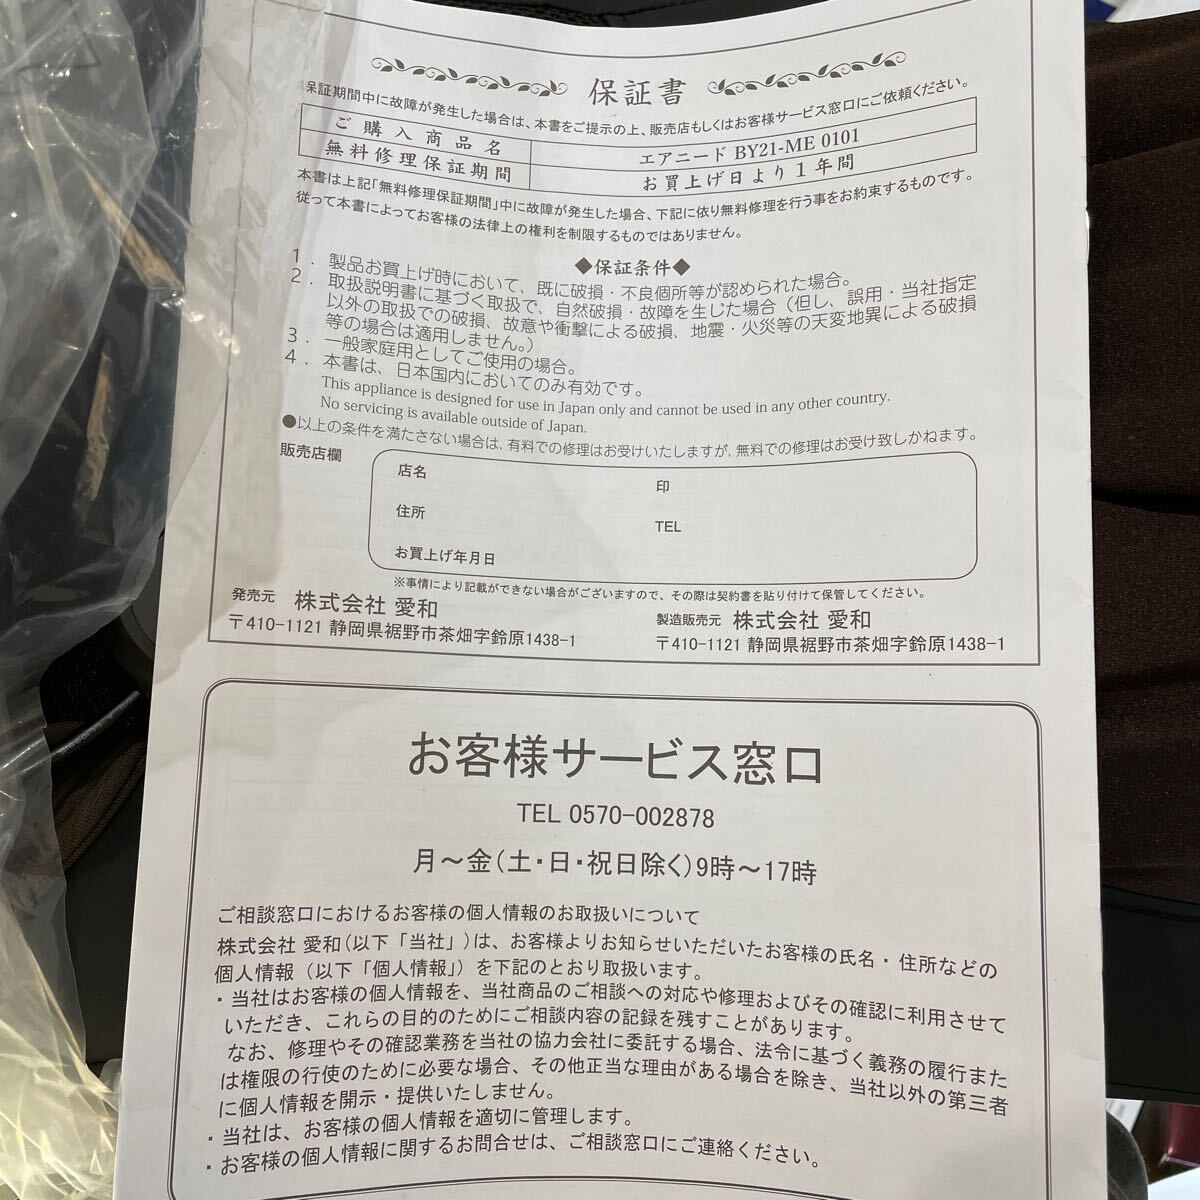 保証書
保証期間中に故障が発生した場合は、本書をご提示の上、販売店もしくはお客様サービス窓口にご依頼ください。
ご購入商品名 エアニード BY21-ME 0101
無料修理保証期間 お買上げ日より1年間
本書は上記「無料修理保証期間」中に故障が発生した場合、下記に依り無料修理を行う事をお約束するものです。
従って本書によってお客様の法律上の権利を制限するものではありません。
◆保証条件◆
1．製品お買上げ時において、既に破損・不良個所等が認められた場合。
2．取扱説明書に基づく取扱で、自然破損・故障を生じた場合（但し、誤用・当社指定
以外の取扱での破損、故意や衝撃による破損、地震・火災等の天変地異による破損
等の場合は適用しません。）
3．一般家庭用としてご使用の場合。
4．本書は、日本国内においてのみ有効です。
This appliance is designed for use in Japan only and cannot be used in any other country.
No servicing is available outside of Japan.
●以上の条件を満たさない場合は、有料での修理はお受けいたしますが、無料での修理はお受け致しかねます。
販売店欄
店名 印
住所 TEL
お買上げ年月日
※事情により記載ができない場合がございますので、その際は契約書を貼り付けて保管してください。
発売元 株式会社 愛和
〒410-1121 静岡県裾野市茶畑字鈴原1438-1
製造販売元 株式会社 愛和
〒410-1121 静岡県裾野市茶畑字鈴原1438-1
お客様サービス窓口
TEL 0570-002878
月～金（土・日・祝日除く）9時～17時
ご相談窓口におけるお客様の個人情報のお取扱いについて
株式会社 愛和（以下「当社」）は、お客様よりお知らせいただいたお客様の氏名・住所などの
個人情報（以下「個人情報」）を下記のとおり取扱います。
・当社はお客様の個人情報を、当社商品のご相談への対応や修理およびその確認に利用させて
いただき、これらの目的のためにご相談内容の記録を残すことがあります。
なお、修理やその確認業務を当社の協力会社に委託する場合、法令に基づく義務の履行また
は権限の行使のために必要な場合、その他正当な理由がある場合を除き、当社以外の第三者
に個人情報を開示・提供いたしません。
・当社は、お客様の個人情報を適切に管理します。
・お客様の個人情報に関するお問合せは、ご相談窓口にご連絡ください。